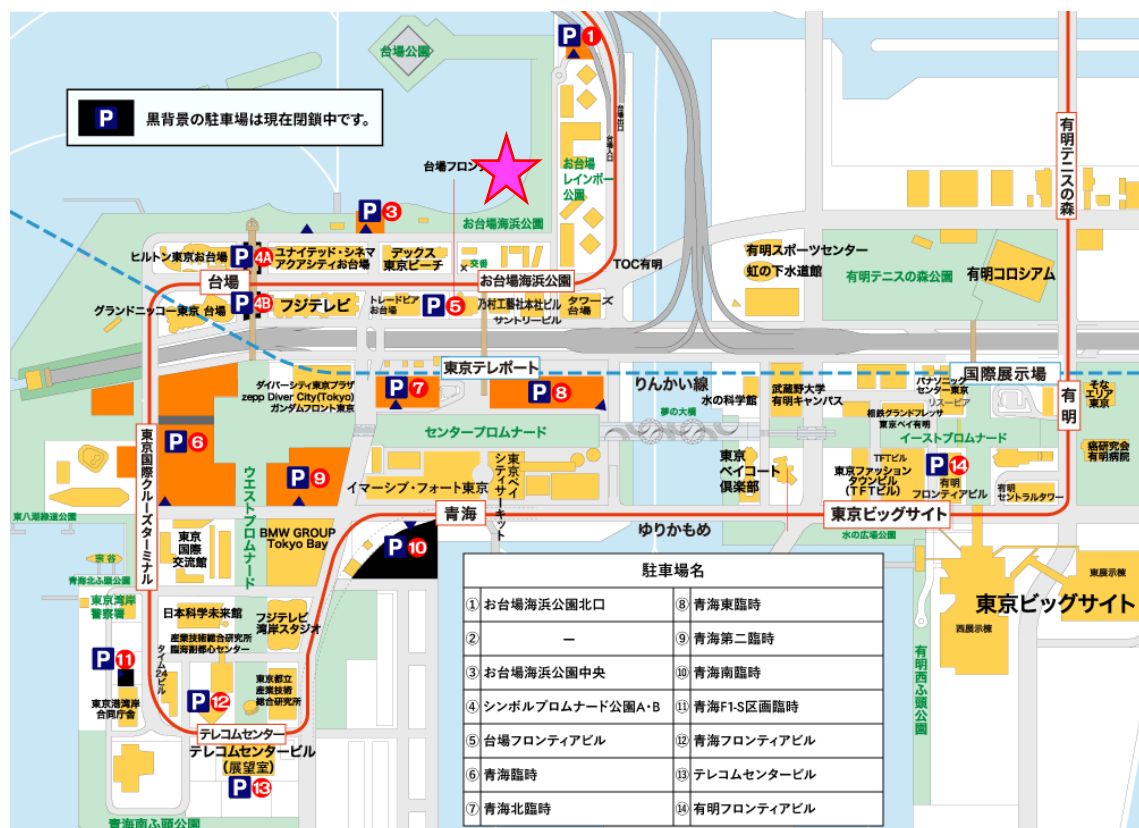 台場公園
P 1
P 黒背景の駐車場は現在閉鎖中です。
台場出口
台場入口
台場フロン
お台場
レインボー
公園
有明テニスの森
P 3
お台場海浜公園
ヒルトン東京お台場
P 4A
ユナイテッド・シネマ
アクアシティお台場
デックス
東京ビーチ
×交番
台場
お台場海浜公園
TOC有明
有明スポーツセンター
虹の下水道館
有明テニスの森公園
有明コロシアム
グランドニッコー東京 台場
P 4B
フジテレビ
トレードピア
お台場
P 5
乃村工藝社本社ビル
サントリービル
タワーズ
台場
東京テレポート
国際展示場
ダイバーシティ東京プラザ
zepp Diver City(Tokyo)
ガンダムフロント東京
P 7
P 8
りんかい線
水の科学館
武蔵野大学
有明キャンパス
パナソニック
センター東京
リスーピア
そな
エリア
東京
有明
夢の大橋
相鉄グランドフレッサ
東京ベイ有明
P 6
センタープロムナード
イーストプロムナード
東京国際クルーズターミナル
ウエストプロムナード
P 9
イマーシブ・フォート東京
東京ベイ
シティサーキット
東京
ベイコート
倶楽部
TFTビル
東京ファッション
タウンビル
(TFTビル)
P 14
有明
フロンティアビル
癌研究会
有明病院
有明
セントラルタワー
東八潮緑道公園
青海
東京ビッグサイト
BMW GROUP
Tokyo Bay
P 10
ゆりかもめ
水の広場公園
東京
国際
交流館
宗谷
青海北ふ頭公園
東京湾岸
警察署
日本科学未来館
産業技術総合研究所
臨海副都心センター
フジテレビ
湾岸スタジオ
東展示棟
東京ビッグサイト
西展示棟
有明西ふ頭公園
P 11
東京港湾
合同庁舎
タイム24ビル
P 12
東京都立
産業技術
総合研究所
テレコムセンター
テレコムセンタービル
(展望室)
P 13
青海南ふ頭公園
駐車場名
① お台場海浜公園北口 ⑧ 青海東臨時
② ー ⑨ 青海第二臨時
③ お台場海浜公園中央 ⑩ 青海南臨時
④ シンボルプロムナード公園A・B ⑪ 青海F1-S区画臨時
⑤ 台場フロンティアビル ⑫ 青海フロンティアビル
⑥ 青海臨時 ⑬ テレコムセンタービル
⑦ 青海北臨時 ⑭ 有明フロンティアビル